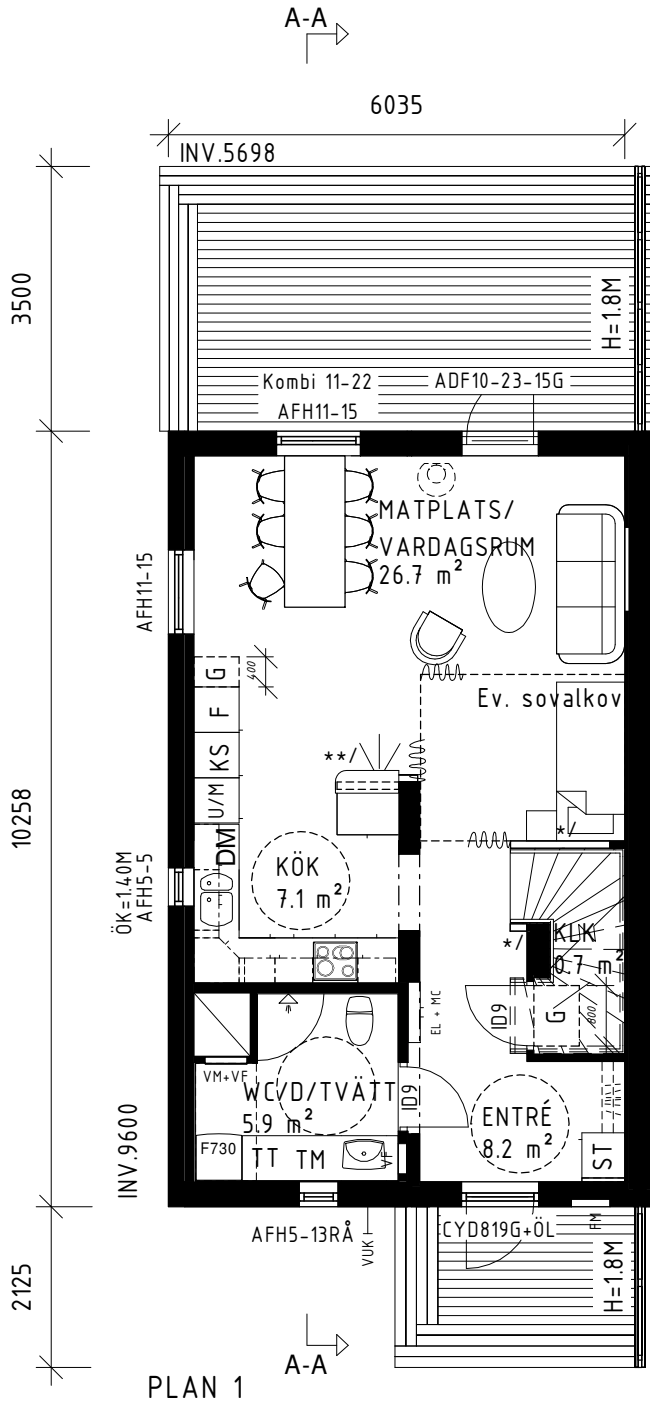 A-A
6035
INV.5698
3500
H=1.8M
Kombi 11-22
AFH11-15
ADF10-23-15G
MATPLATS/
VARDAGSRUM
26.7 m²
AFH11-15
G
400
F
Ev. sovalkov
KS
**/
U/M
*/
DM
10258
KÖK
7.1 m²
ÖK=1.40M
AFH5-5
*/
KLK
0.7 m²
EL + MC
ID9
G
800
VM+VF
WC/D/TVÄTT
5.9 m²
ID9
ENTRÉ
8.2 m²
INV.9600
F730
TT
TM
VF
ST
AFH5-13RÅ
VUK
CYD819G+ÖL
FM
2125
H=1.8M
A-A
PLAN 1